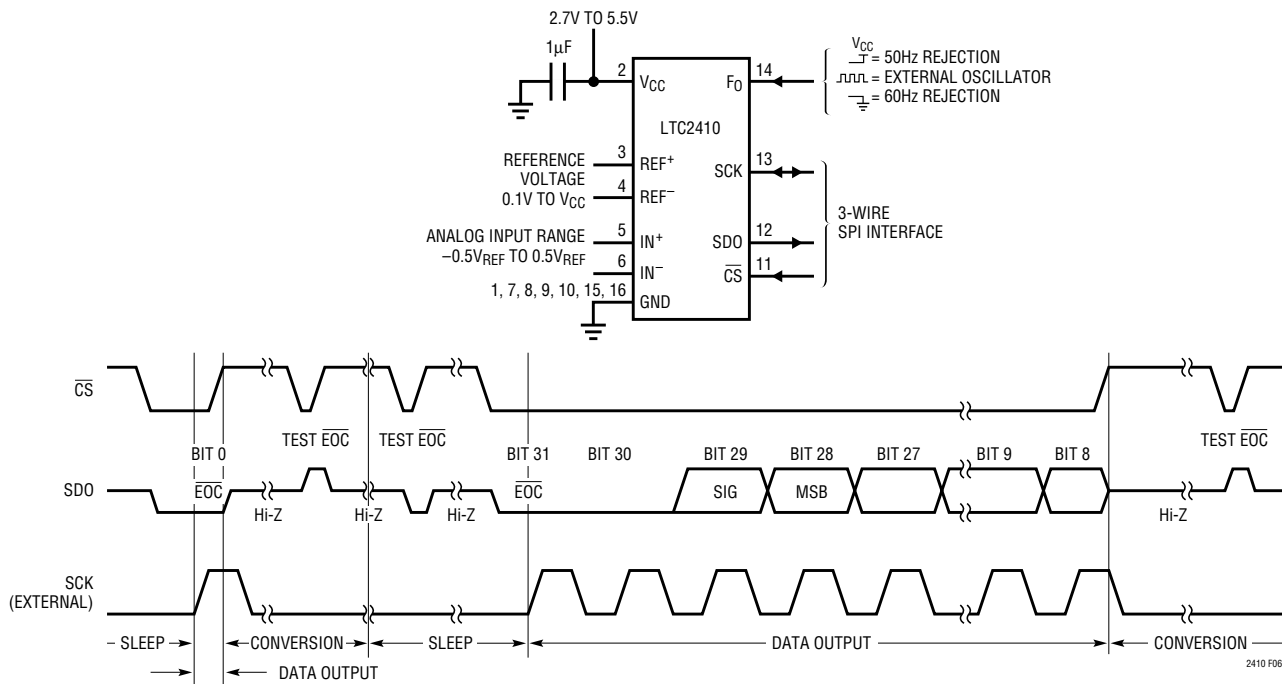 2.7V TO 5.5V
1µF
2
VCC
14
FO
VCC
= 50Hz REJECTION
= EXTERNAL OSCILLATOR
= 60Hz REJECTION
LTC2410
REFERENCE
VOLTAGE
0.1V TO VCC
3
REF+
4
REF−
13
SCK
3-WIRE
SPI INTERFACE
ANALOG INPUT RANGE
−0.5VREF TO 0.5VREF
5
IN+
12
SDO
6
IN−
11
CS
1, 7, 8, 9, 10, 15, 16
GND
CS
TEST EOC
TEST EOC
TEST EOC
BIT 0
BIT 31
BIT 30
BIT 29
BIT 28
BIT 27
BIT 9
BIT 8
SDO
EOC
EOC
SIG
MSB
Hi-Z
Hi-Z
Hi-Z
Hi-Z
SCK
(EXTERNAL)
SLEEP
CONVERSION
SLEEP
DATA OUTPUT
CONVERSION
DATA OUTPUT
2410 F06